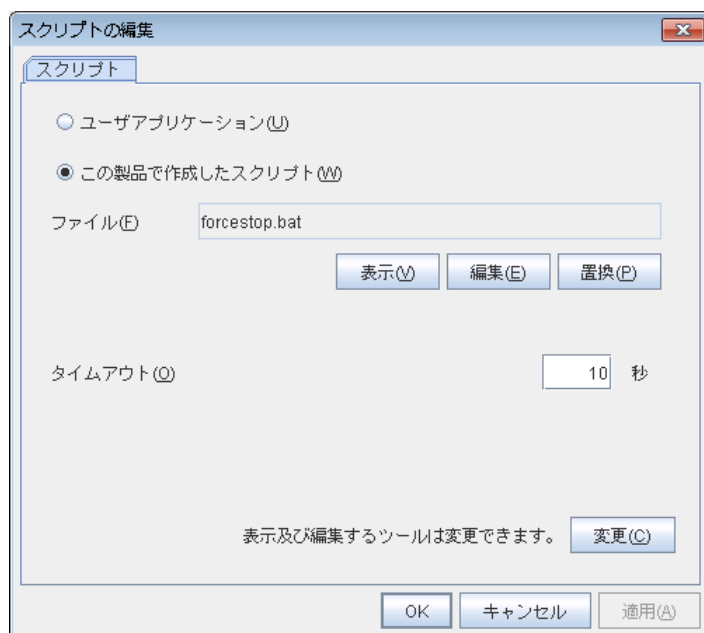 スクリプトの編集
スクリプト
ユーザアプリケーション(U)
この製品で作成したスクリプト(W)
ファイル(F) forcestop.bat
表示(V) 編集(E) 置換(P)
タイムアウト(O) 10 秒
表示及び編集するツールは変更できます。 変更(C)
OK キャンセル 適用(A)